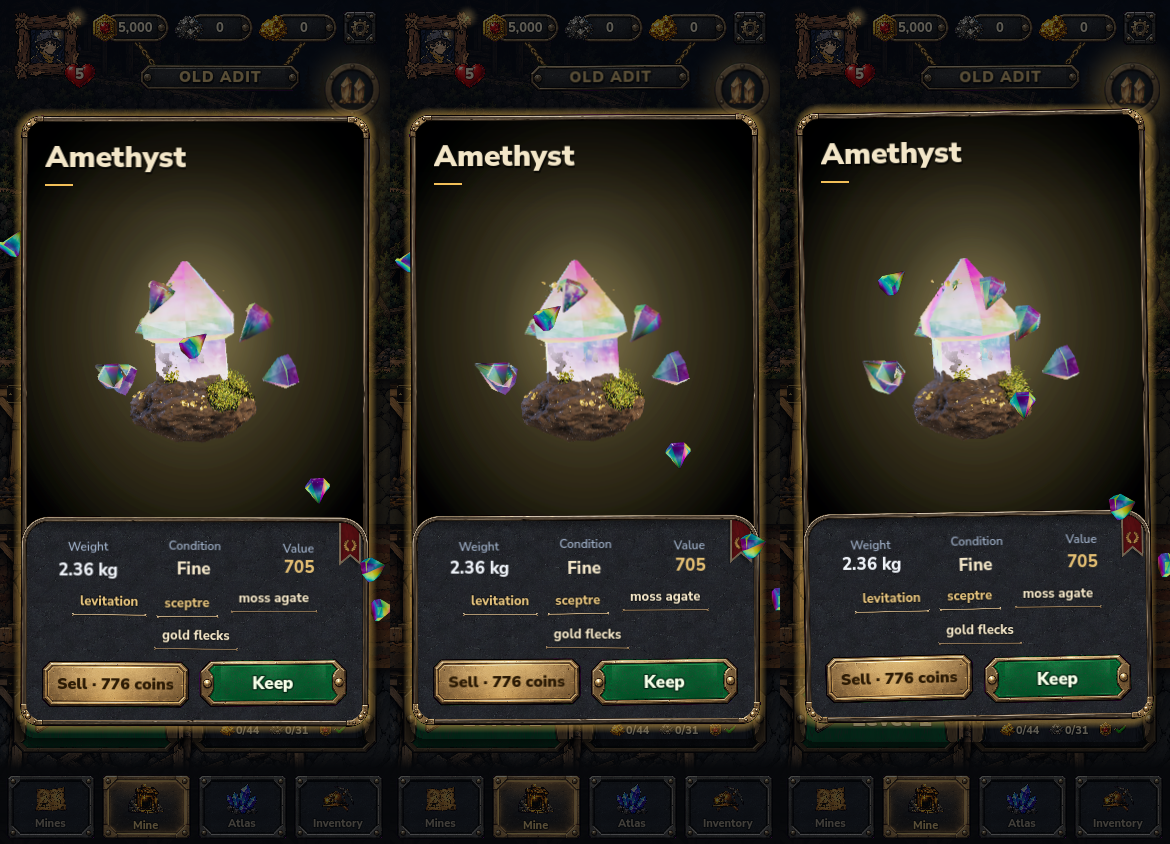 5,000 0 0
5
OLD ADIT
Amethyst
Weight Condition Value
2.36 kg Fine 705
levitation sceptre moss agate
gold flecks
Sell · 776 coins Keep
0/44 0/31
Mines Mine Atlas Inventory
5,000 0 0
5
OLD ADIT
Amethyst
Weight Condition Value
2.36 kg Fine 705
levitation sceptre moss agate
gold flecks
Sell · 776 coins Keep
0/44 0/31
Mines Mine Atlas Inventory
5,000 0 0
5
OLD ADIT
Amethyst
Weight Condition Value
2.36 kg Fine 705
levitation sceptre moss agate
gold flecks
Sell · 776 coins Keep
0/44 0/31
Mines Mine Atlas Inventory